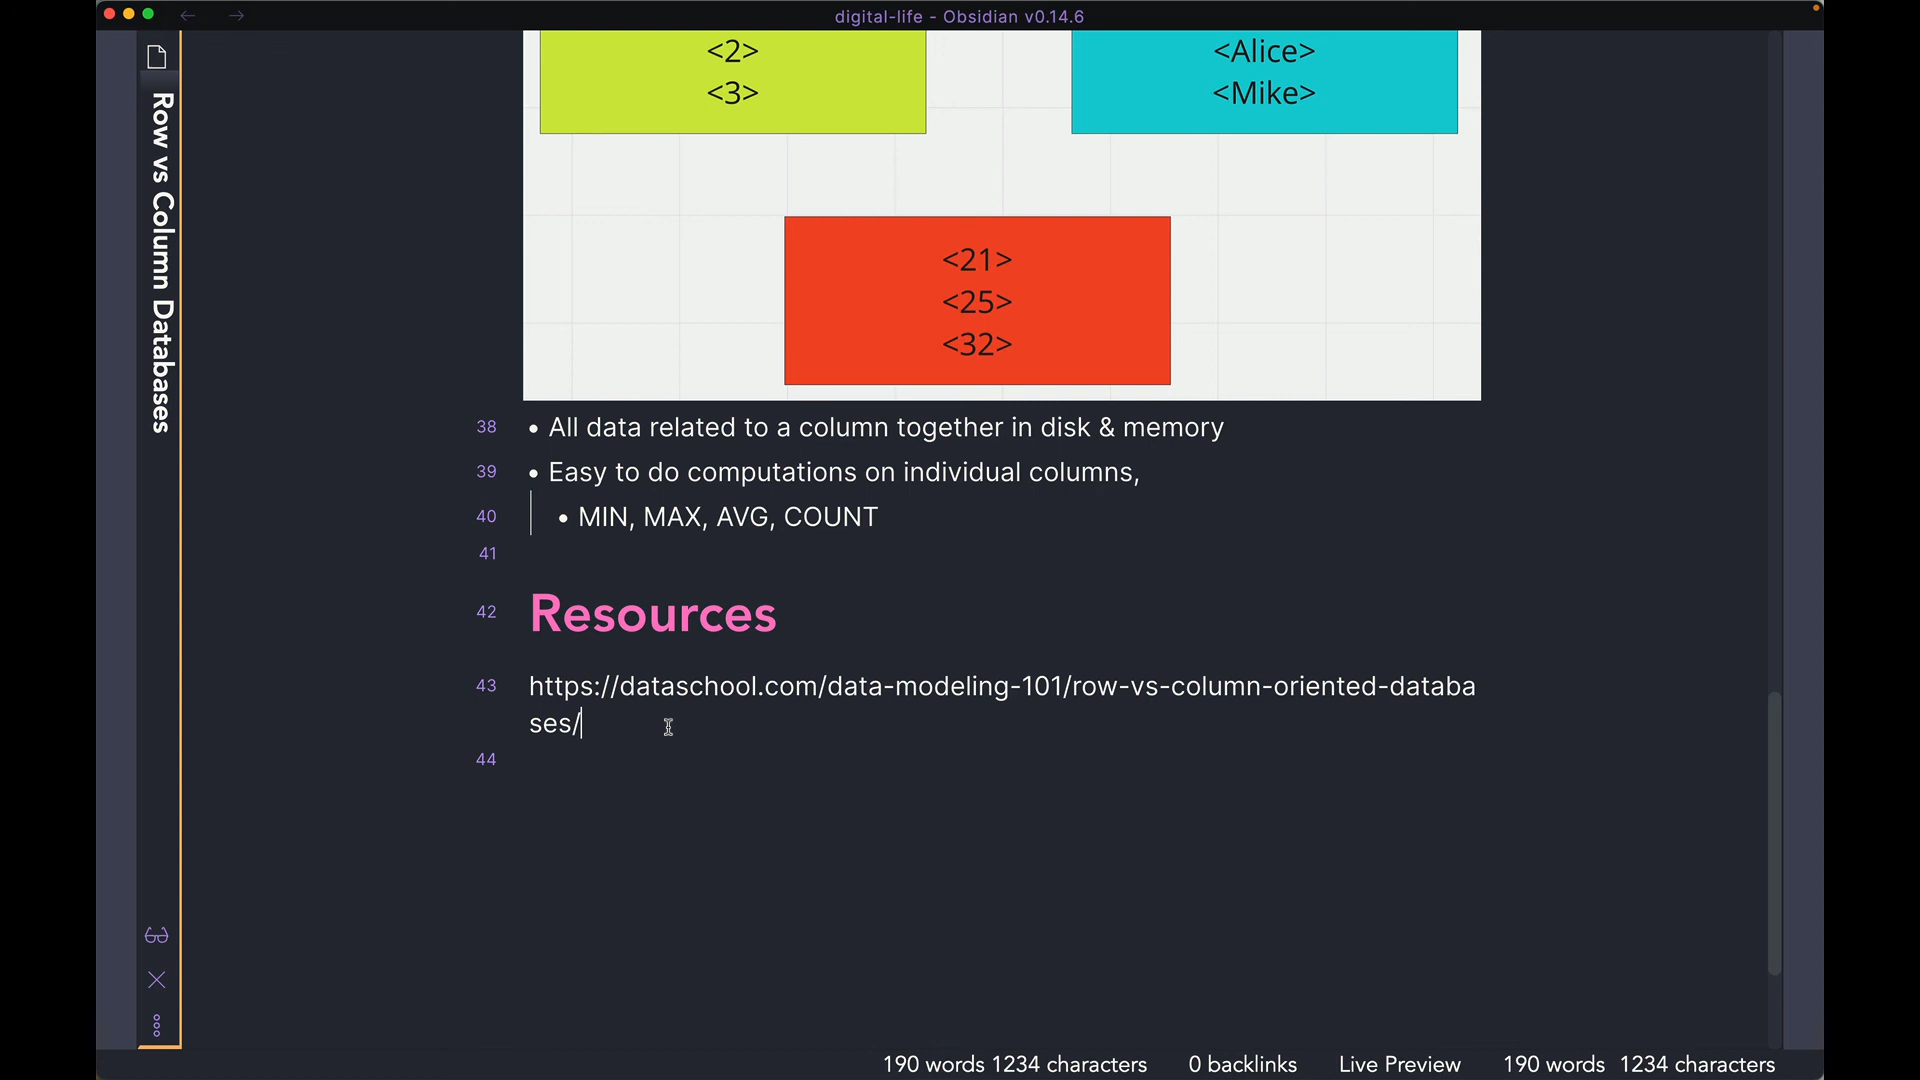 digital-life - Obsidian v0.14.6
Row vs Column Databases
<2>
<3>
<Alice>
<Mike>
<21>
<25>
<32>
38 • All data related to a column together in disk & memory
39 • Easy to do computations on individual columns,
40 • MIN, MAX, AVG, COUNT
41
42 Resources
43 https://dataschool.com/data-modeling-101/row-vs-column-oriented-databa
ses/
44
190 words 1234 characters 0 backlinks Live Preview 190 words 1234 characters